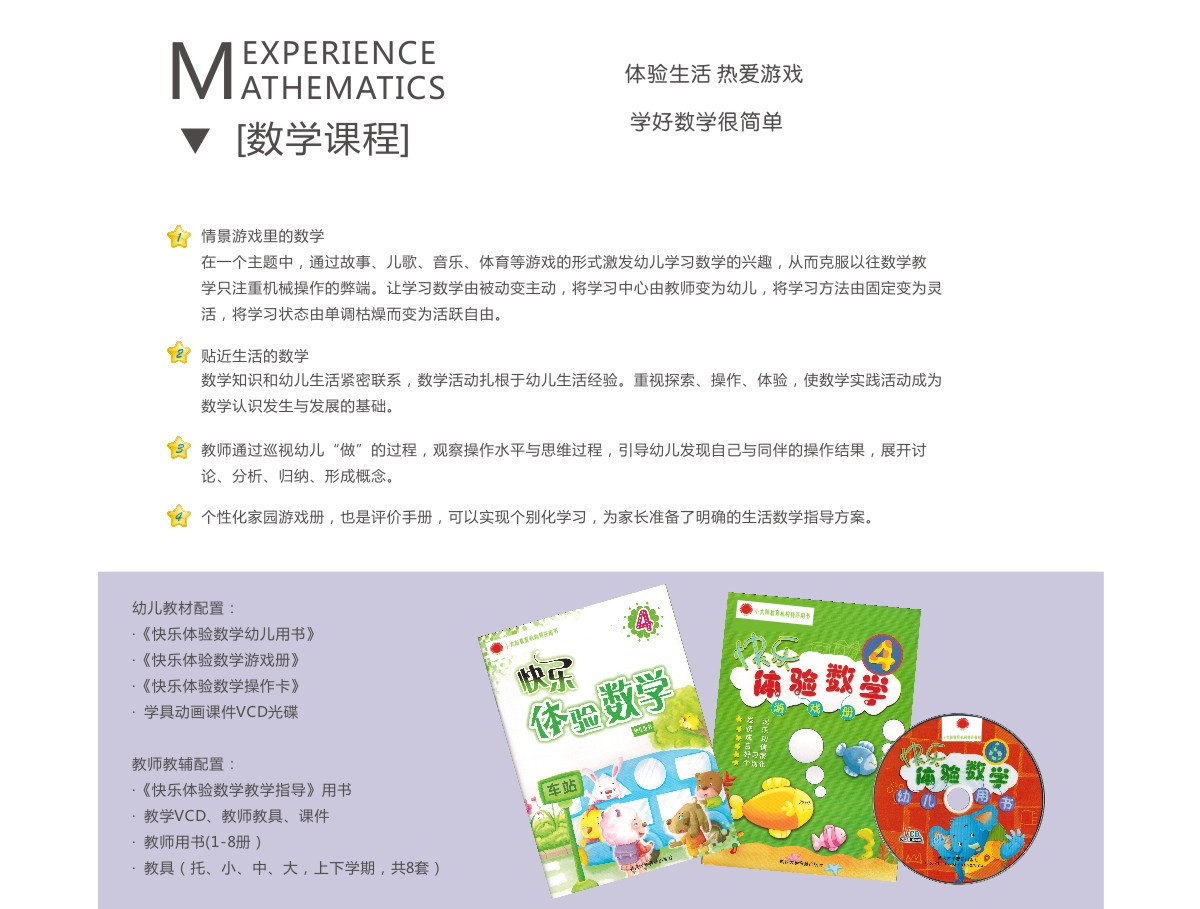 EXPERIENCE
MATHEMATICS
[数学课程]
体验生活 热爱游戏
学好数学很简单
1 情景游戏里的数学
在一个主题中，通过故事、儿歌、音乐、体育等游戏的形式激发幼儿学习数学的兴趣，从而克服以往数学教
学只注重机械操作的弊端。让学习数学由被动变主动，将学习中心由教师变为幼儿，将学习方法由固定变为灵
活，将学习状态由单调枯燥而变为活跃自由。
2 贴近生活的数学
数学知识和幼儿生活紧密联系，数学活动扎根于幼儿生活经验。重视探索、操作、体验，使数学实践活动成为
数学认识发生与发展的基础。
3 教师通过巡视幼儿“做”的过程，观察操作水平与思维过程，引导幼儿发现自己与同伴的操作结果，展开讨
论、分析、归纳、形成概念。
4 个性化家园游戏册，也是评价手册，可以实现个别化学习，为家长准备了明确的生活数学指导方案。
幼儿教材配置：
·《快乐体验数学幼儿用书》
·《快乐体验数学游戏册》
·《快乐体验数学操作卡》
· 学具动画课件VCD光碟
教师教辅配置：
·《快乐体验数学教学指导》用书
· 教学VCD、教师教具、课件
· 教师用书(1-8册）
· 教具（托、小、中、大，上下学期，共8套）
4
快乐
体验数学
车站
快乐
4
体验数学
游戏册
快乐
6
体验数学
幼儿用书
VCD